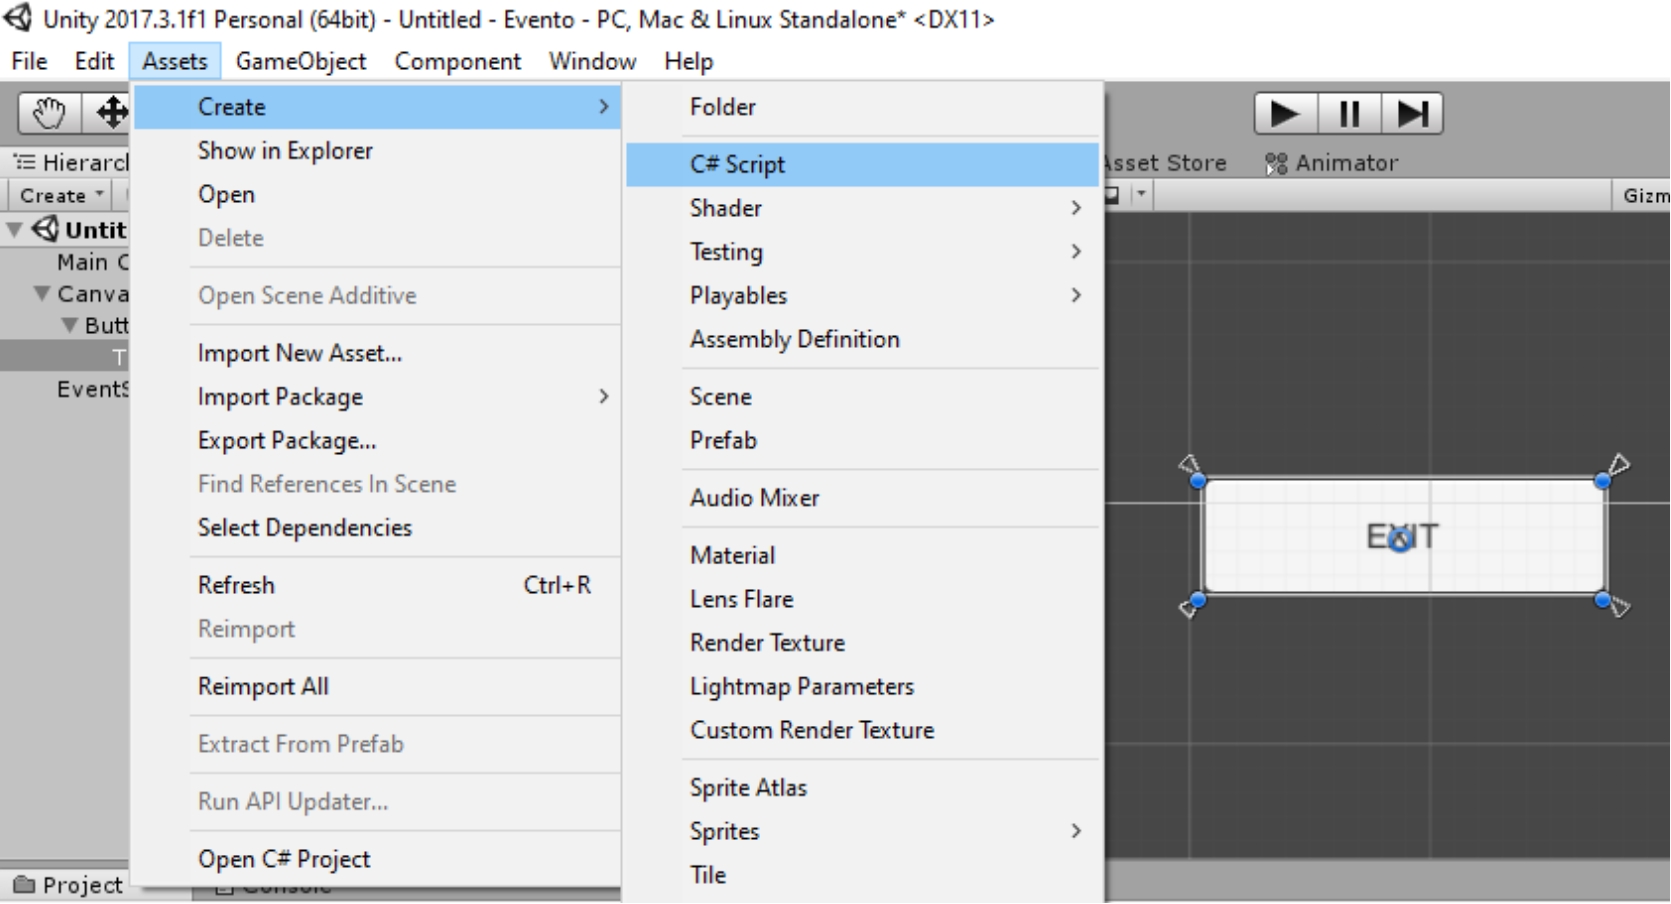 Unity 2017.3.1f1 Personal (64bit) - Untitled - Evento - PC, Mac & Linux Standalone* <DX11>
File Edit Assets GameObject Component Window Help
Create
Show in Explorer
Open
Delete
Open Scene Additive
Import New Asset...
Import Package
Export Package...
Find References In Scene
Select Dependencies
Refresh Ctrl+R
Reimport
Reimport All
Extract From Prefab
Run API Updater...
Open C# Project
Folder
C# Script
Shader
Testing
Playables
Assembly Definition
Scene
Prefab
Audio Mixer
Material
Lens Flare
Render Texture
Lightmap Parameters
Custom Render Texture
Sprite Atlas
Sprites
Tile
Hierarc
Create
Untit
Main C
Canva
Butt
T
Event
Asset Store Animator
Gizm
EXIT
Project
Console